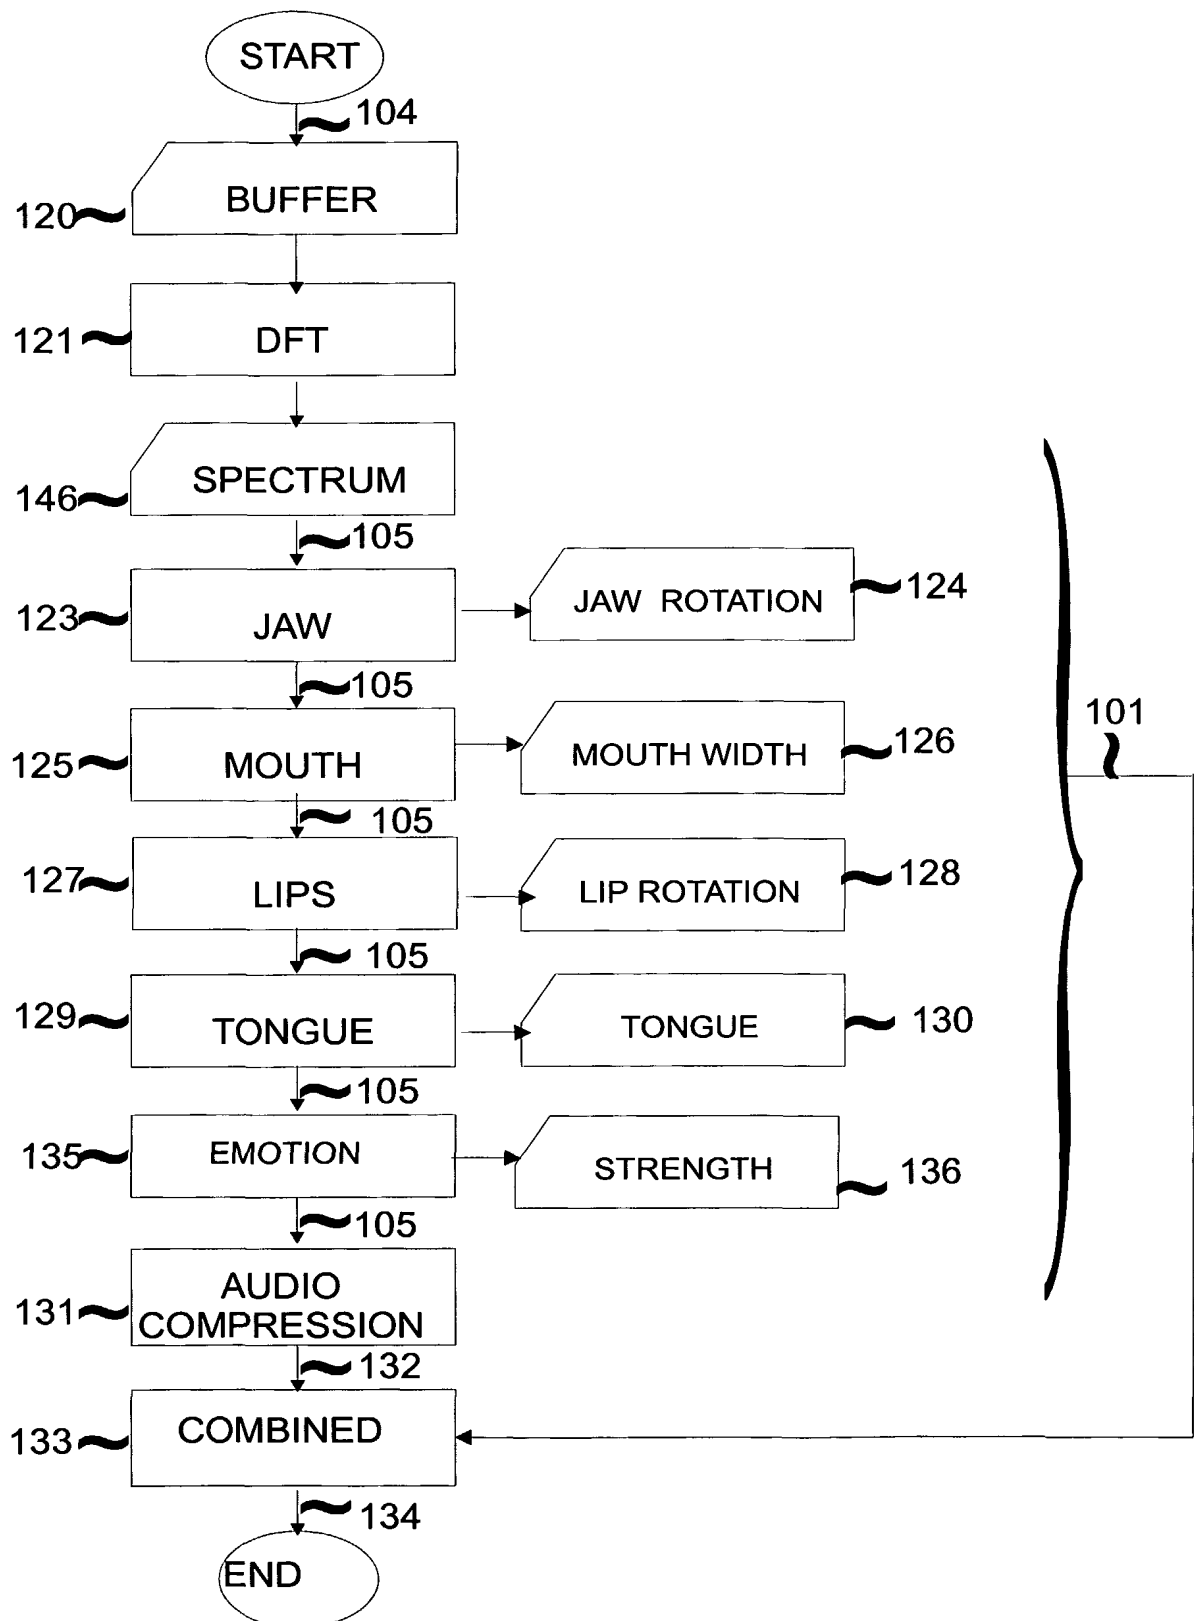 START
104
BUFFER
120
DFT
121
SPECTRUM
146
105
JAW
123
JAW ROTATION
124
105
MOUTH
125
MOUTH WIDTH
126
101
105
LIPS
127
LIP ROTATION
128
105
TONGUE
129
TONGUE
130
105
EMOTION
135
STRENGTH
136
105
AUDIO
COMPRESSION
131
132
COMBINED
133
134
END